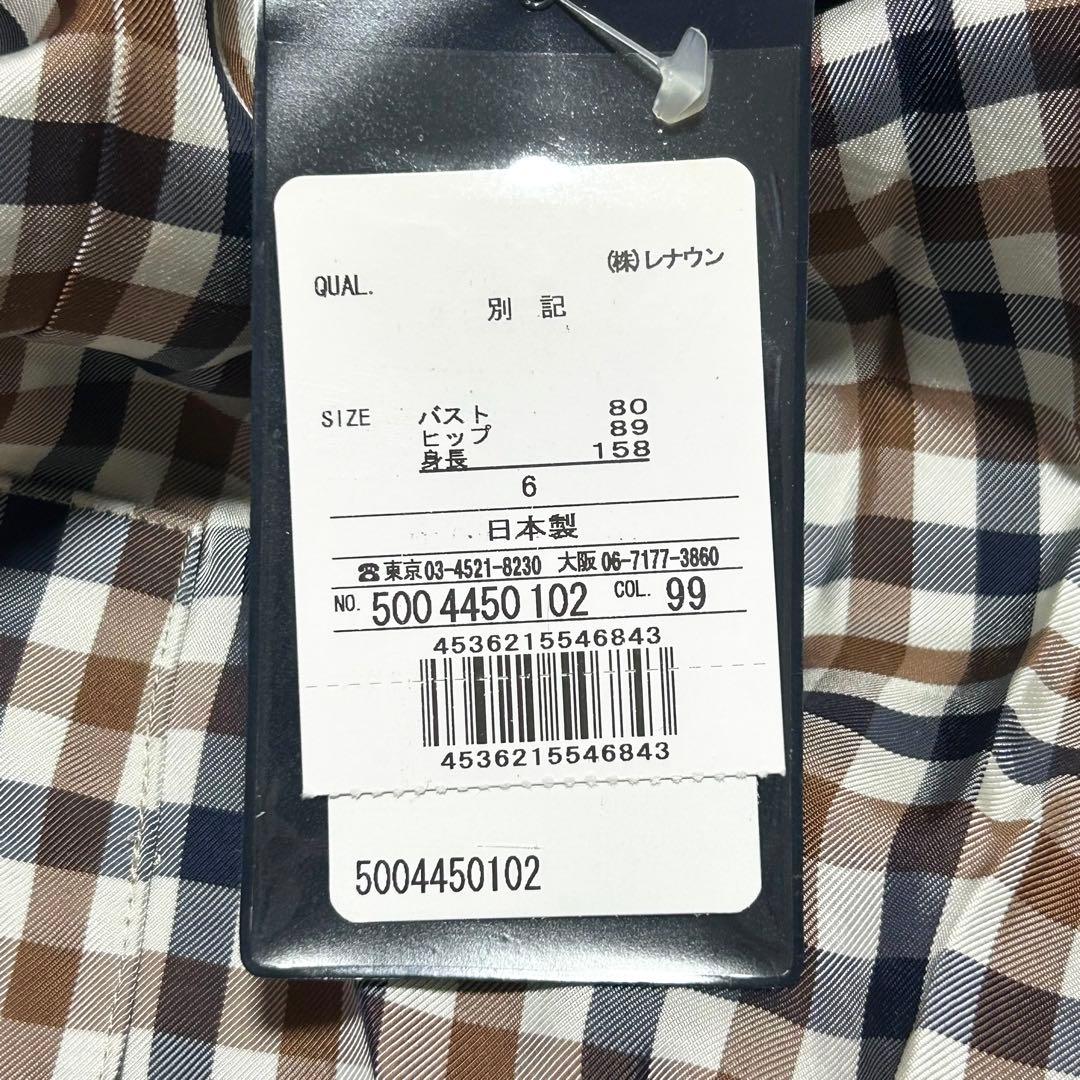 (株)レナウン
QUAL.
別 記
SIZE バスト 80
ヒップ 89
身長 158
6
日本製
☎東京03-4521-8230 大阪06-7177-3860
NO. 500 4450 102 COL. 99
4536215546843
4536215546843
5004450102